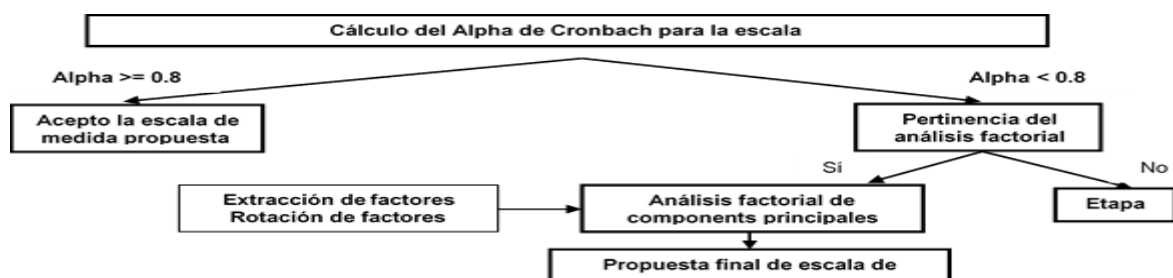 Cálculo del Alpha de Cronbach para la escala
Alpha >= 0.8
Alpha < 0.8
Acepto la escala de
medida propuesta
Pertinencia del
análisis factorial
Sí
No
Extracción de factores
Rotación de factores
Análisis factorial de
components principales
Etapa
Propuesta final de escala de